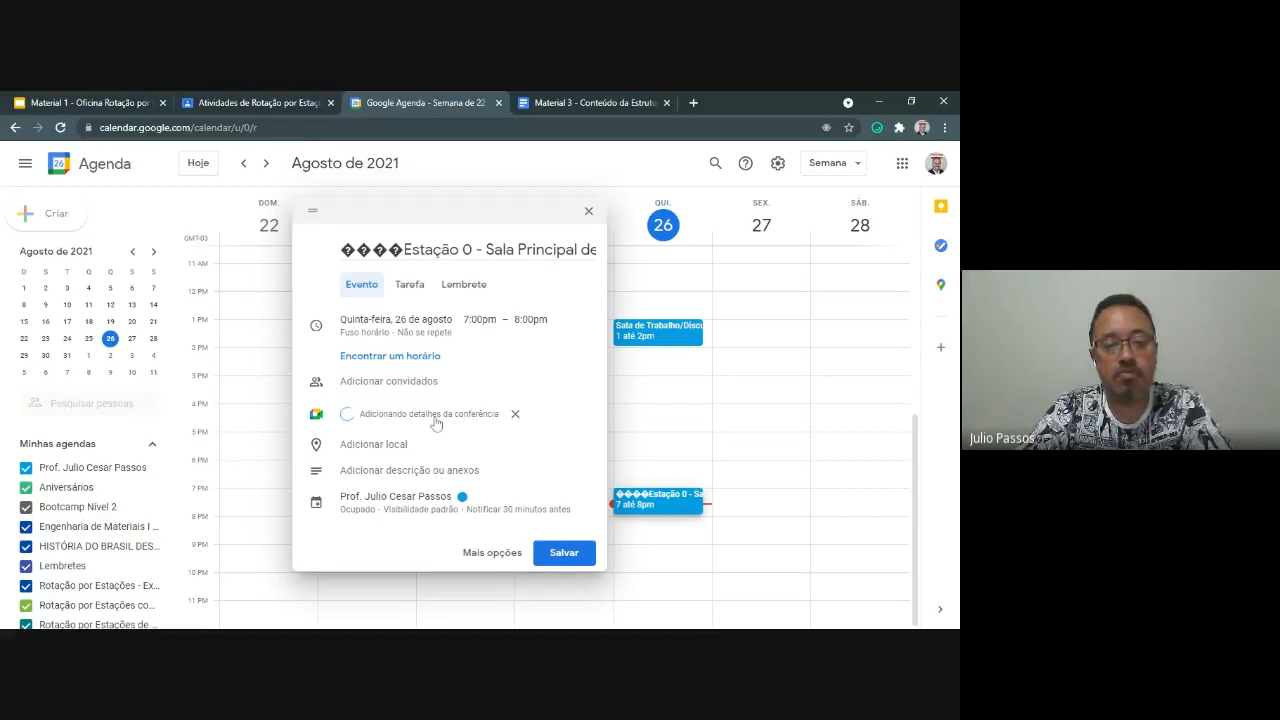 Material 1 - Oficina Rotação por
Atividades de Rotação por Estaç
Google Agenda - Semana de 22
Material 3 - Conteúdo da Estrutu
calendar.google.com/calendar/u/0/r
26
Agenda
Hoje
Agosto de 2021
Semana
Criar
Agosto de 2021
D S T Q Q S S
1 2 3 4 5 6 7
8 9 10 11 12 13 14
15 16 17 18 19 20 21
22 23 24 25 26 27 28
29 30 31 1 2 3 4
5 6 7 8 9 10 11
Pesquisar pessoas
Minhas agendas
Prof. Julio Cesar Passos
Aniversários
Bootcamp Nível 2
Engenharia de Materiais I ...
HISTÓRIA DO BRASIL DES...
Lembretes
Rotação por Estações - Ex...
Rotação por Estações co...
Rotação por Estações de ...
DOM.
22
QUI.
26
SEX.
27
SÁB.
28
GMT-03
11 AM
12 PM
1 PM
2 PM
3 PM
4 PM
5 PM
6 PM
7 PM
8 PM
9 PM
10 PM
11 PM
����Estação 0 - Sala Principal de
Evento Tarefa Lembrete
Quinta-feira, 26 de agosto 7:00pm – 8:00pm
Fuso horário · Não se repete
Encontrar um horário
Adicionar convidados
Adicionando detalhes da conferência
Adicionar local
Adicionar descrição ou anexos
Prof. Julio Cesar Passos
Ocupado · Visibilidade padrão · Notificar 30 minutos antes
Mais opções
Salvar
Sala de Trabalho/Discu
1 até 2pm
����Estação 0 - Sa
7 até 8pm
Julio Passos